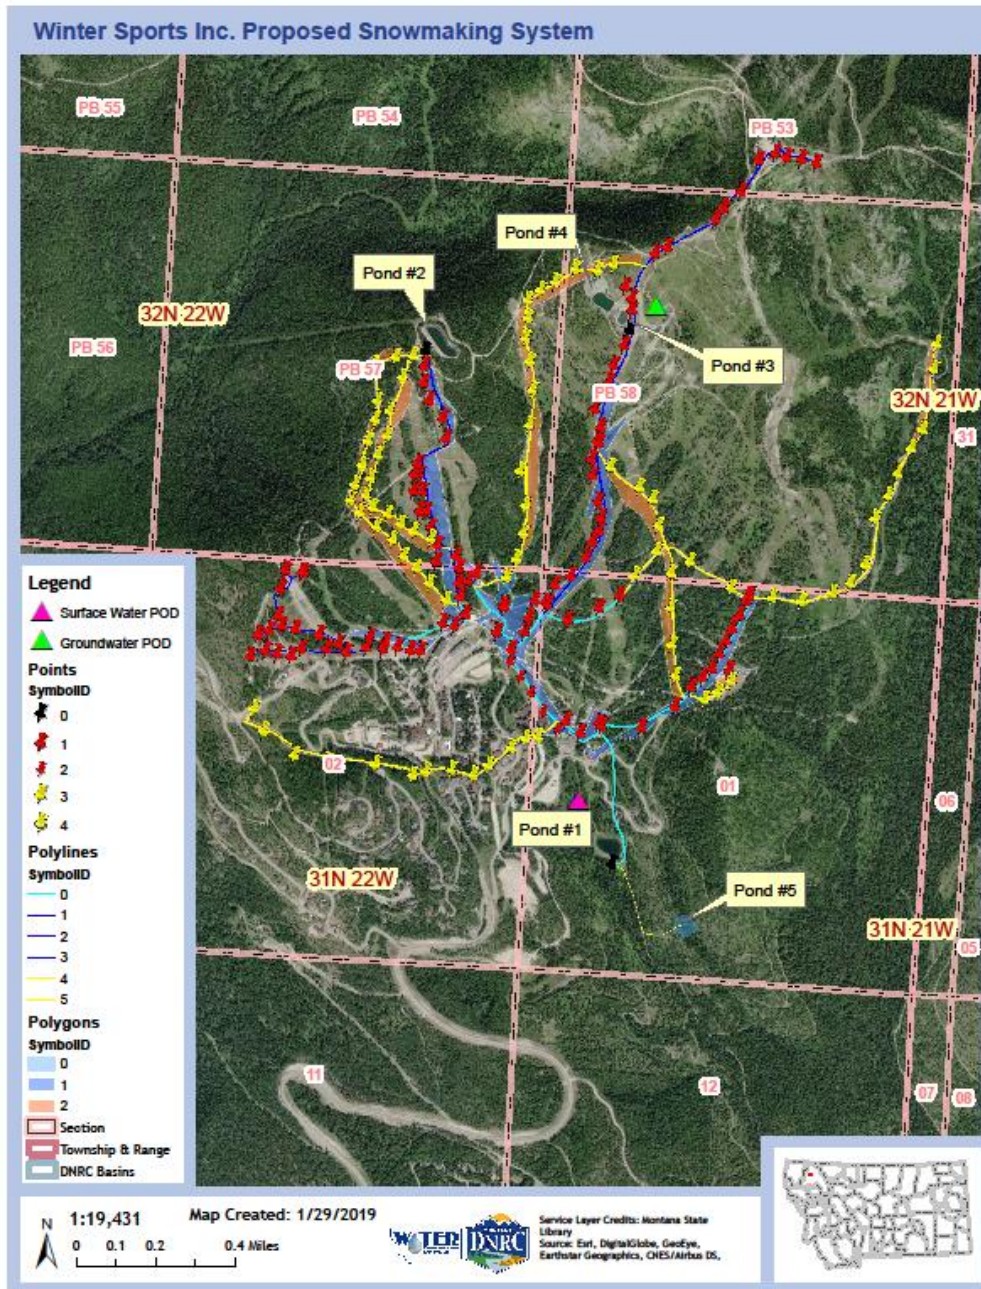 Winter Sports Inc. Proposed Snowmaking System
PB 55
PB 54
PB 53
Pond #4
Pond #2
32N 22W
PB 56
PB 57
Pond #3
PB 58
32N 21W
31
Legend
Surface Water POD
Groundwater POD
Points
SymbolID
0
1
2
3
4
Polylines
SymbolID
0
1
2
3
4
5
Polygons
SymbolID
0
1
2
Section
Township & Range
DNRC Basins
02
01
06
Pond #1
31N 22W
Pond #5
31N 21W
05
11
12
07
08
N
1:19,431
Map Created: 1/29/2019
0 0.1 0.2 0.4 Miles
WATER
DNRC
Service Layer Credits: Montana State
Library
Source: Esri, DigitalGlobe, GeoEye,
Earthstar Geographics, CNES/Airbus DS,